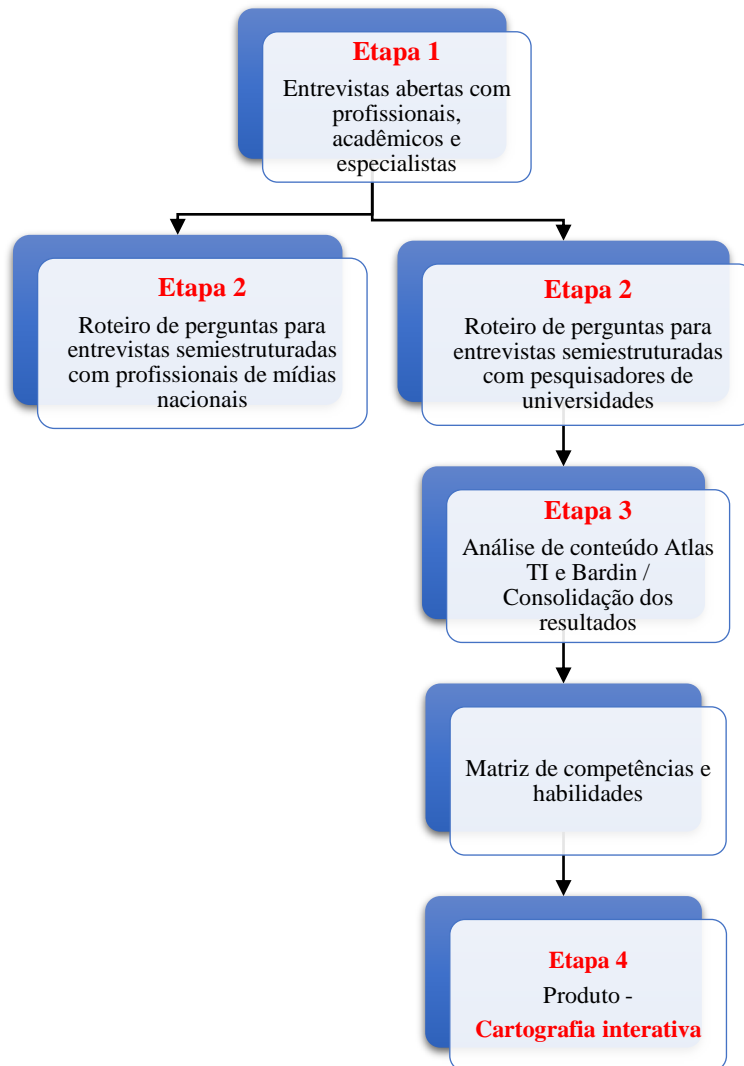 Etapa 1
Entrevistas abertas com
profissionais,
acadêmicos e
especialistas
Etapa 2
Roteiro de perguntas para
entrevistas semiestruturadas
com profissionais de mídias
nacionais
Etapa 2
Roteiro de perguntas para
entrevistas semiestruturadas
com pesquisadores de
universidades
Etapa 3
Análise de conteúdo Atlas
TI e Bardin /
Consolidação dos
resultados
Matriz de competências e
habilidades
Etapa 4
Produto -
Cartografia interativa